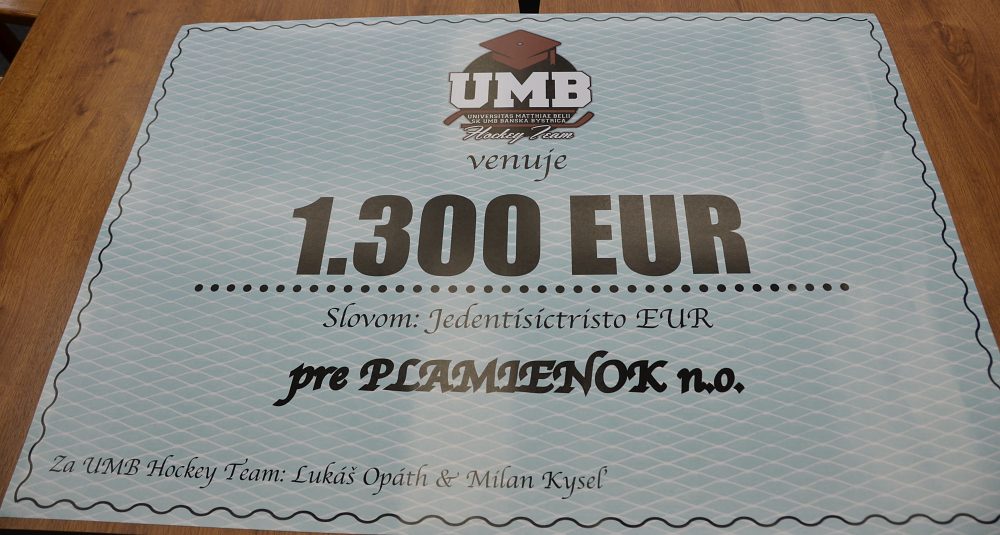 UMB
UNIVERSITAS MATTHIAE BELII
SK UMB BANSKÁ BYSTRICA
Hockey Team
venuje
1.300 EUR
Slovom: Jedentisíctristo EUR
pre PLAMIENOK n.o.
Za UMB Hockey Team: Lukáš Opáth & Milan Kyseľ